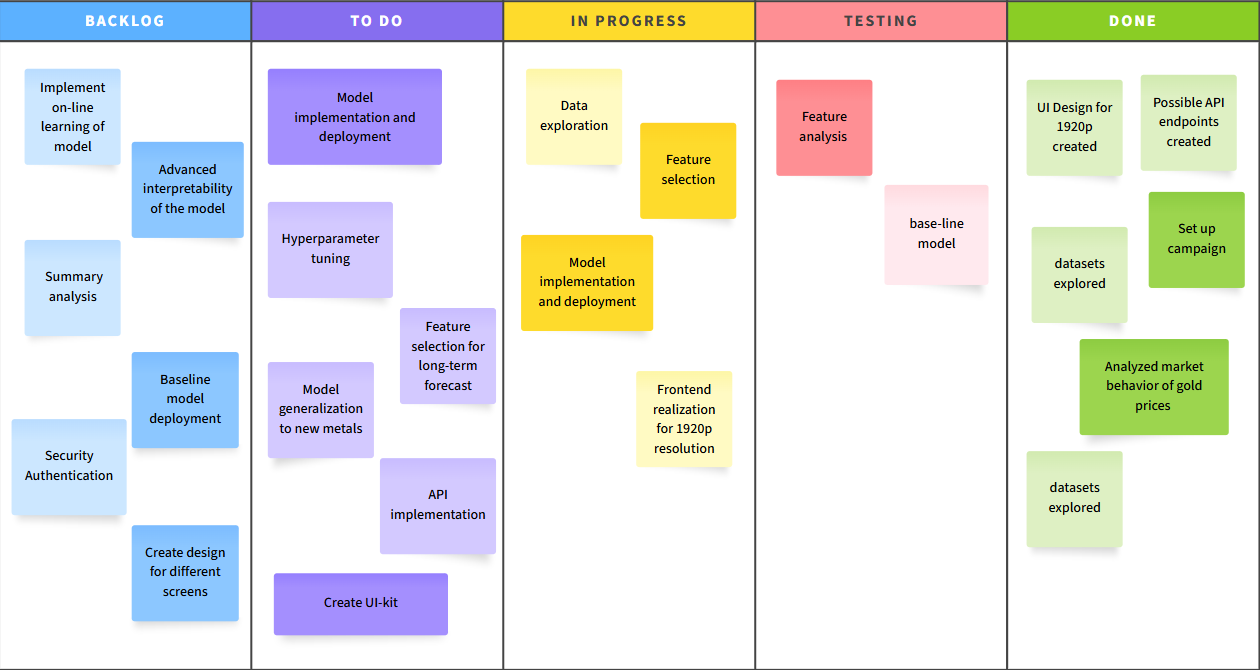 BACKLOG
TO DO
IN PROGRESS
TESTING
DONE
Implement
on-line
learning of
model
Advanced
interpretability
of the model
Summary
analysis
Baseline
model
deployment
Security
Authentication
Create design
for different
screens
Model
implementation and
deployment
Hyperparameter
tuning
Feature
selection for
long-term
forecast
Model
generalization
to new metals
API
implementation
Create UI-kit
Data
exploration
Feature
selection
Model
implementation
and deployment
Frontend
realization
for 1920p
resolution
Feature
analysis
base-line
model
UI Design for
1920p
created
Possible API
endpoints
created
Set up
campaign
datasets
explored
Analyzed market
behavior of gold
prices
datasets
explored